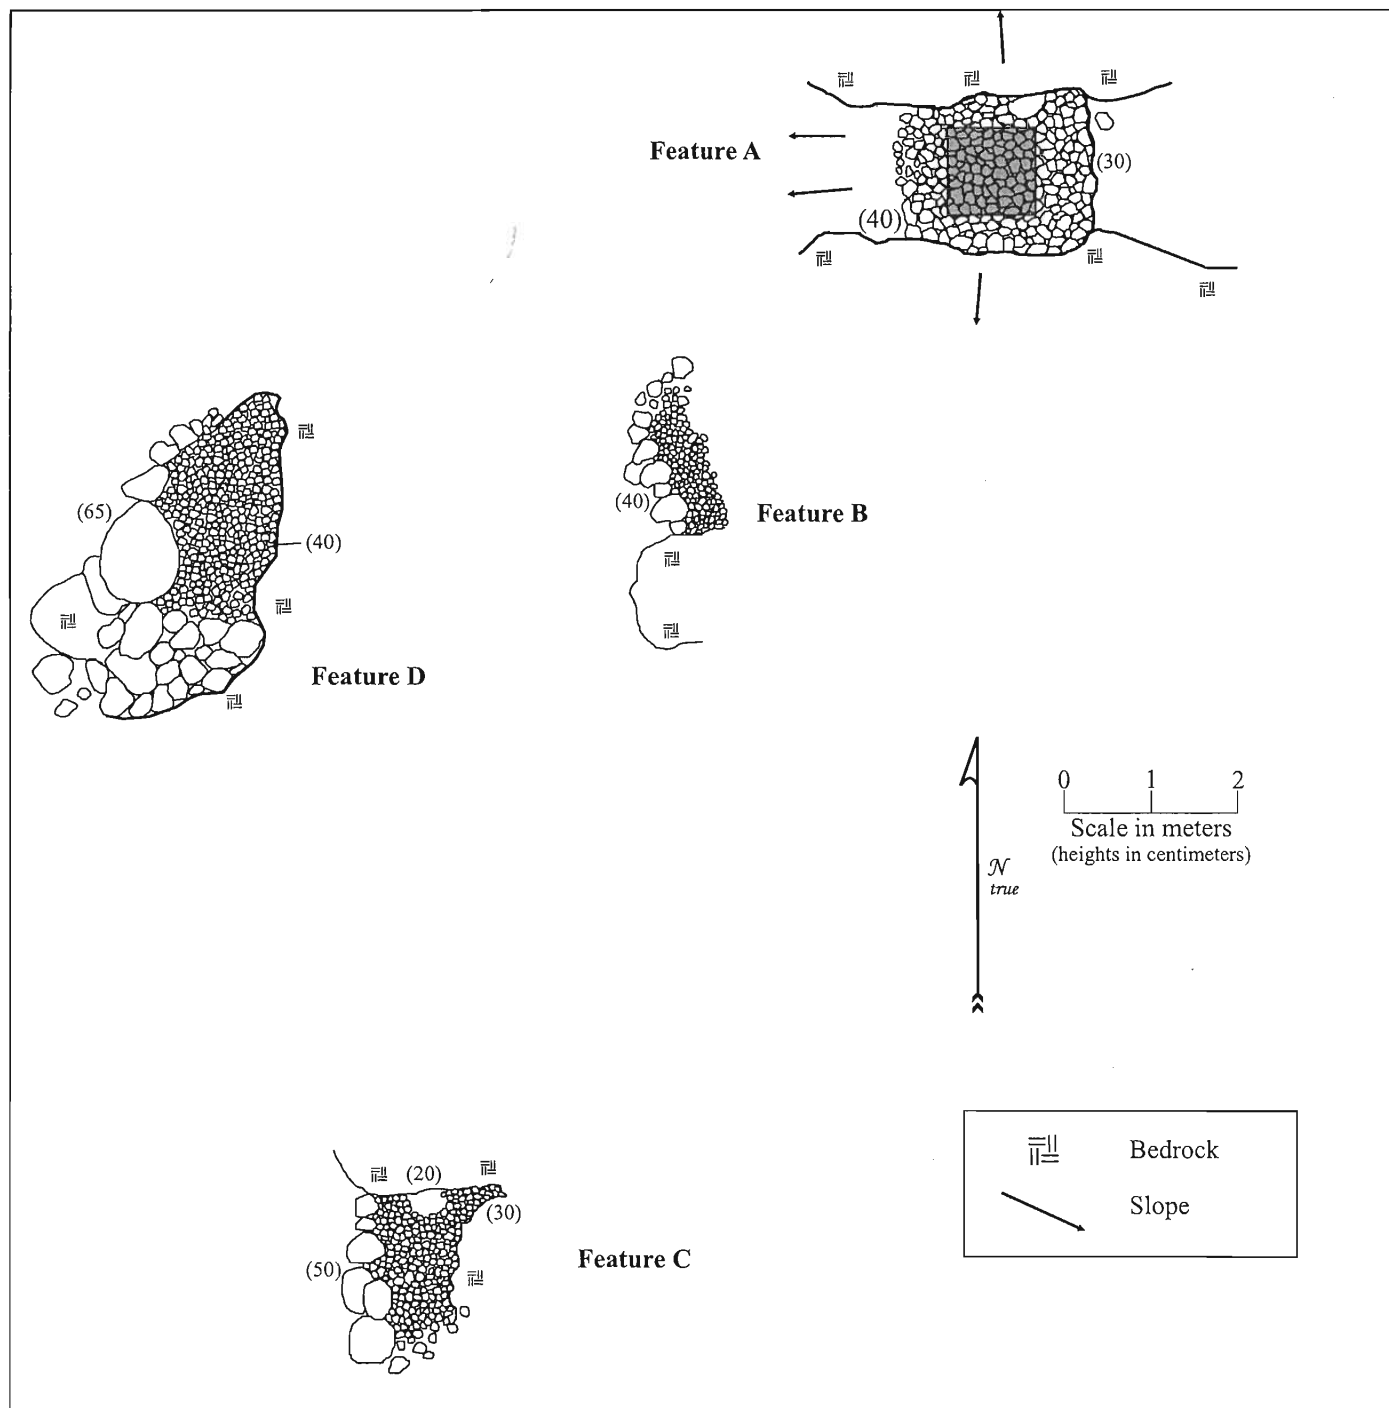 Feature A
(30)
(40)
(65)
(40)
(40)
Feature B
Feature D
0 1 2
Scale in meters
(heights in centimeters)
N
true
(20)
(30)
(50)
Feature C
Bedrock
Slope